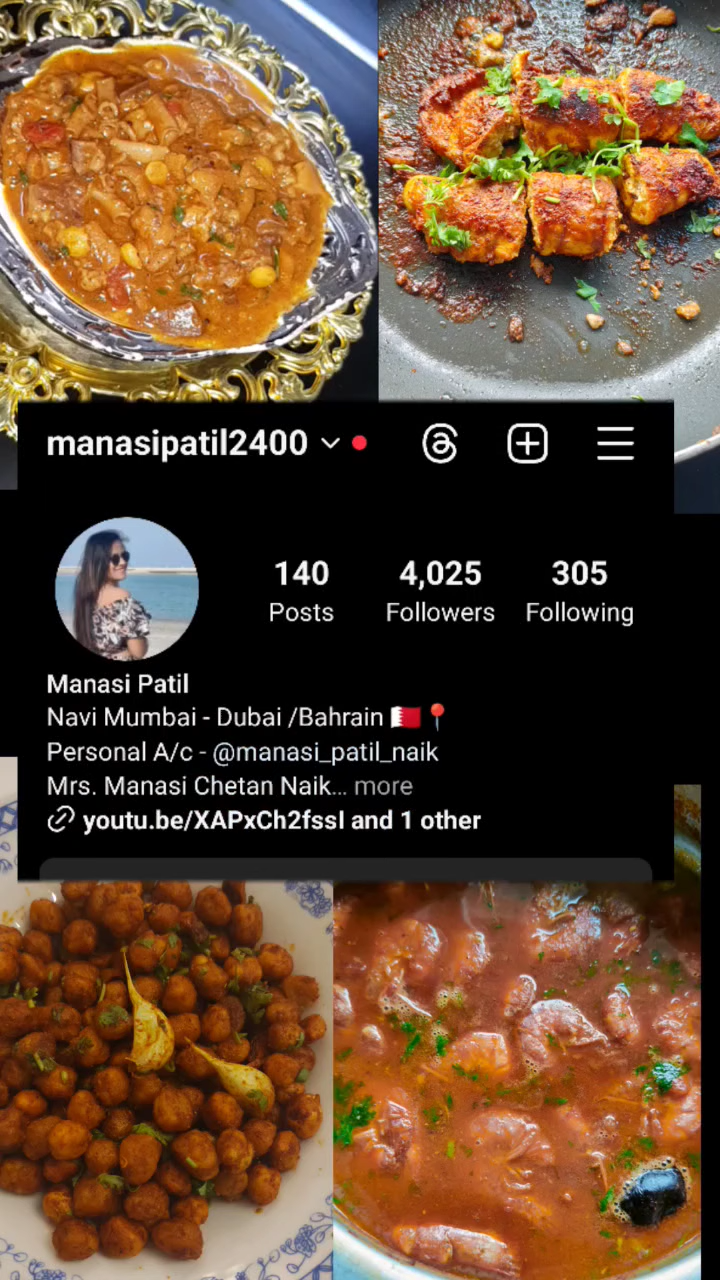 manasipatil2400
140 4,025 305
Posts Followers Following
Manasi Patil
Navi Mumbai - Dubai /Bahrain 🇧🇭📍
Personal A/c - @manasi_patil_naik
Mrs. Manasi Chetan Naik... more
youtu.be/XAPxCh2fssI and 1 other